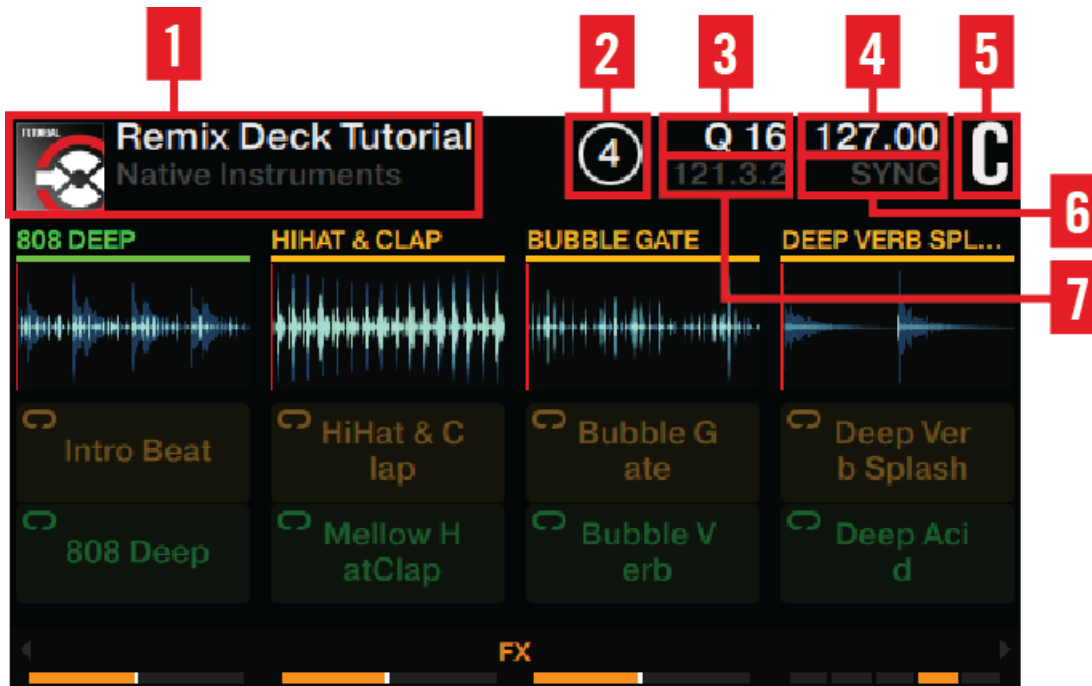 1
2
3
4
5
TUTORIAL
Remix Deck Tutorial
4
Q 16
127.00
C
Native Instruments
121.3.2
SYNC
6
808 DEEP
HIHAT & CLAP
BUBBLE GATE
DEEP VERB SPL...
7
Intro Beat
HiHat & C
lap
Bubble G
ate
Deep Ver
b Splash
808 Deep
Mellow H
atClap
Bubble V
erb
Deep Aci
d
FX